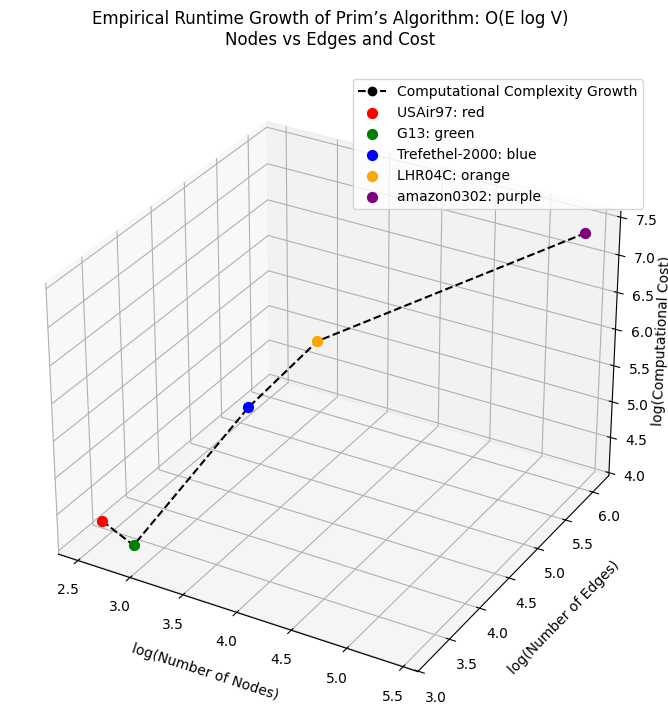 Empirical Runtime Growth of Prim’s Algorithm: O(E log V)
Nodes vs Edges and Cost
Computational Complexity Growth
USAir97: red
G13: green
Trefethel-2000: blue
LHR04C: orange
amazon0302: purple
7.5
7.0
6.5
6.0
5.5
5.0
4.5
4.0
log(Computational Cost)
6.0
5.5
5.0
4.5
4.0
3.5
3.0
log(Number of Edges)
2.5
3.0
3.5
4.0
4.5
5.0
5.5
log(Number of Nodes)